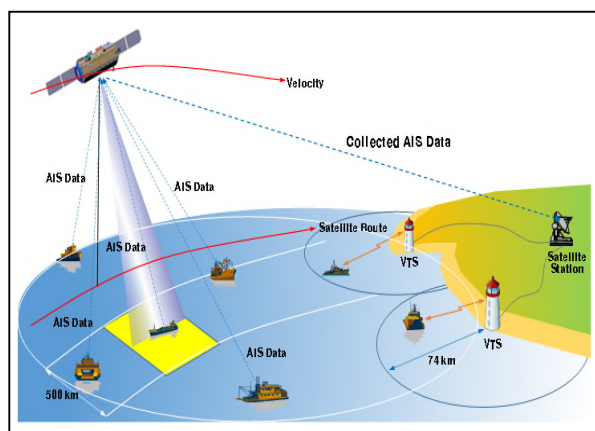 Velocity
Collected AIS Data
AIS Data
AIS Data
AIS Data
Satellite Route
Satellite
Station
VTS
AIS Data
AIS Data
VTS
74 km
500 km